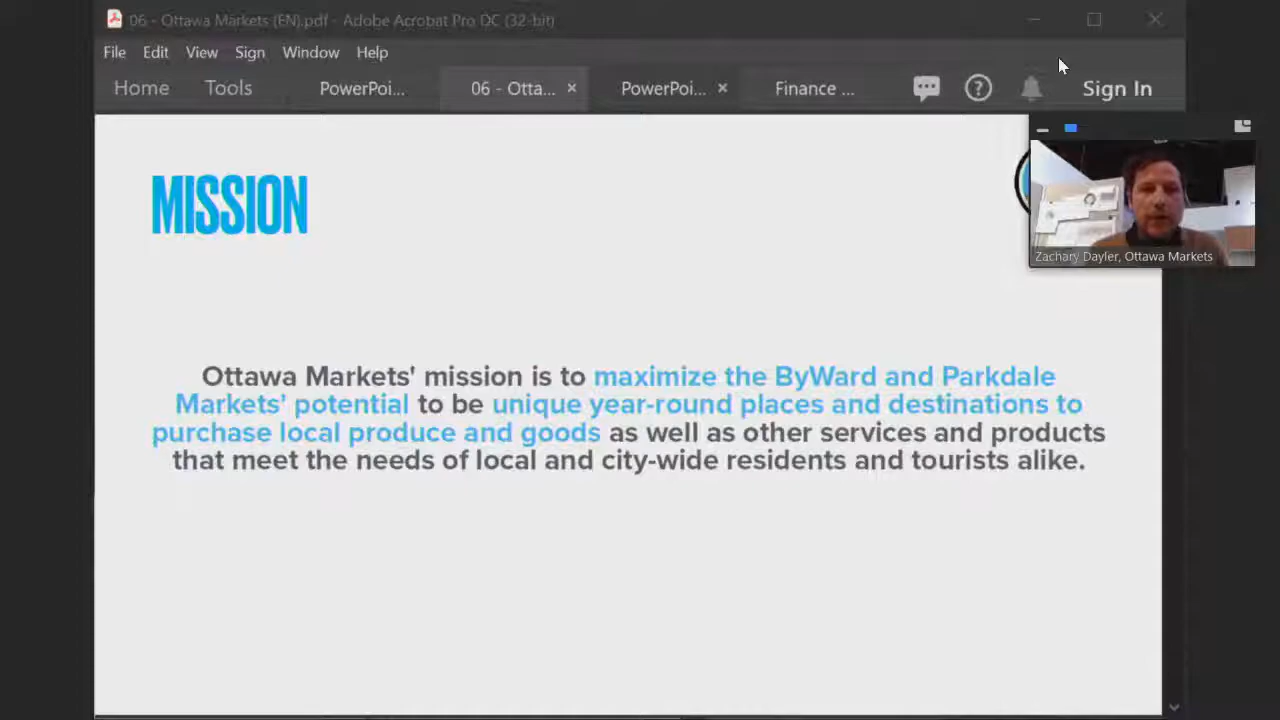 06 - Ottawa Markets (EN).pdf - Adobe Acrobat Pro DC (32-bit)
File Edit View Sign Window Help
Home Tools PowerPoi... 06 - Otta... × PowerPoi... × Finance ... Sign In
MISSION
Zachary Dayler, Ottawa Markets
Ottawa Markets' mission is to maximize the ByWard and Parkdale
Markets' potential to be unique year-round places and destinations to
purchase local produce and goods as well as other services and products
that meet the needs of local and city-wide residents and tourists alike.